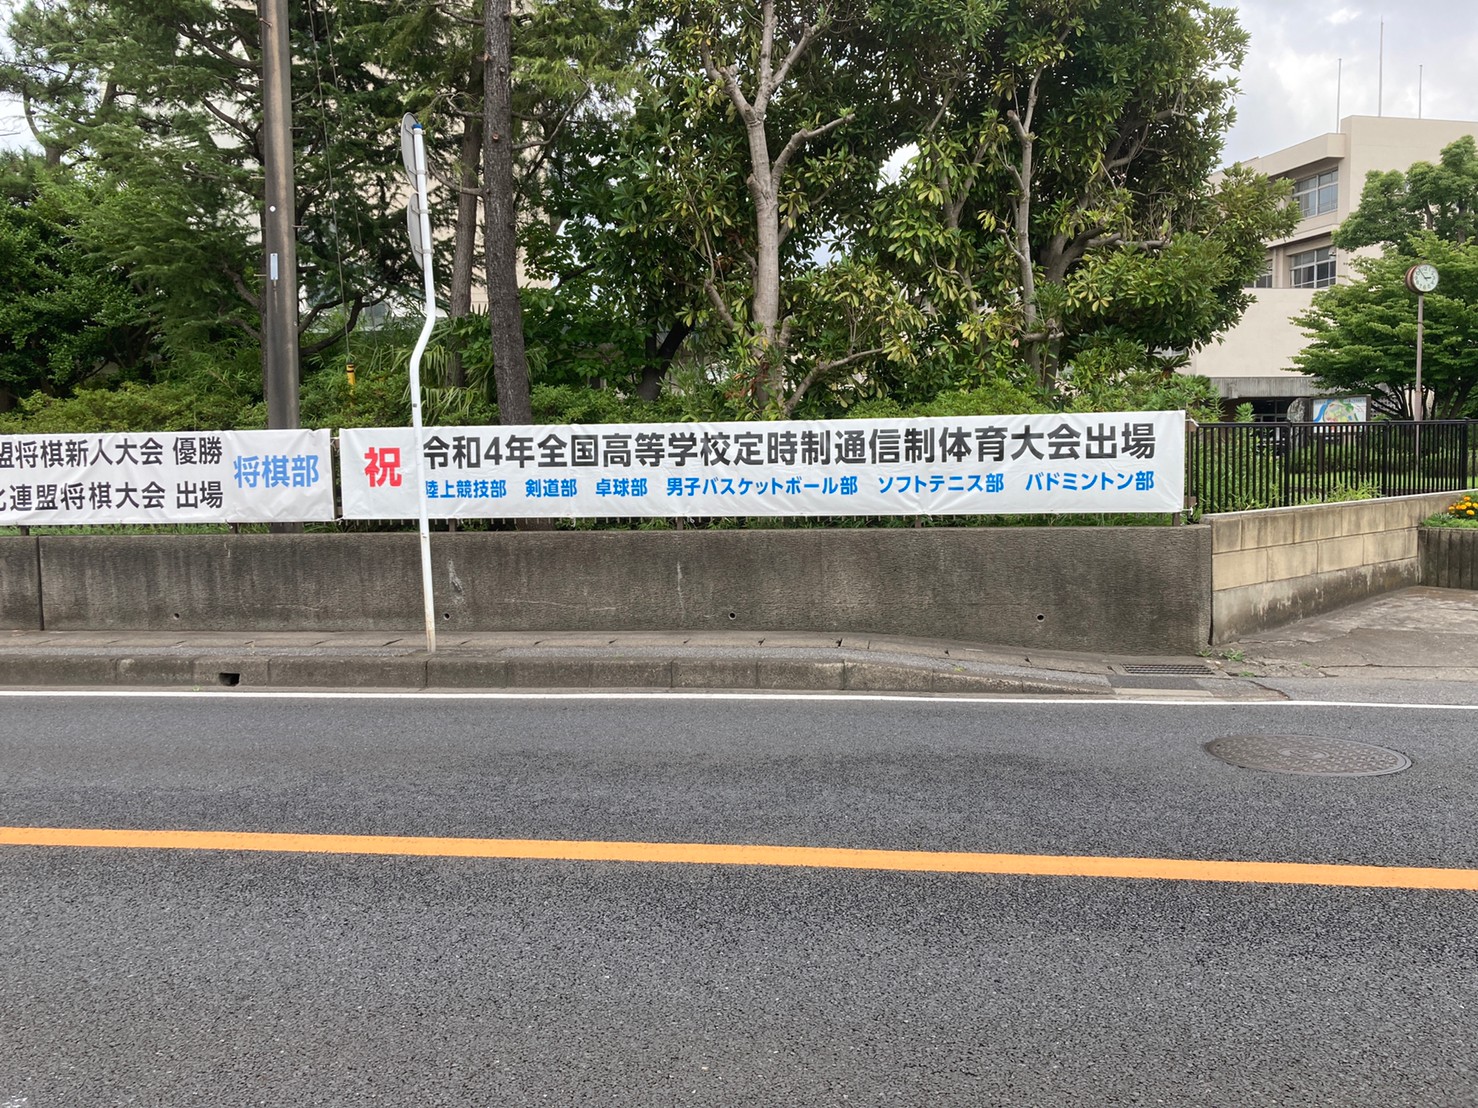 盟将棋新人大会 優勝
連盟将棋大会 出場
将棋部
祝
令和4年全国高等学校定時制通信制体育大会出場
陸上競技部 剣道部 卓球部 男子バスケットボール部 ソフトテニス部 バドミントン部